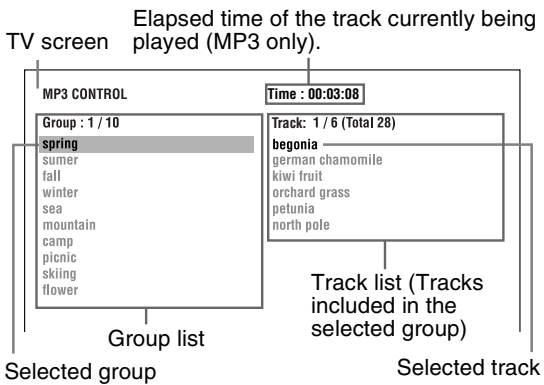 Elapsed time of the track currently being
played (MP3 only).
TV screen
MP3 CONTROL
Time : 00:03:08
Group : 1 / 10
spring
sumer
fall
winter
sea
mountain
camp
picnic
skiing
flower
Track: 1 / 6 (Total 28)
begonia
german chamomile
kiwi fruit
orchard grass
petunia
north pole
Track list (Tracks
included in the
selected group)
Group list
Selected group
Selected track